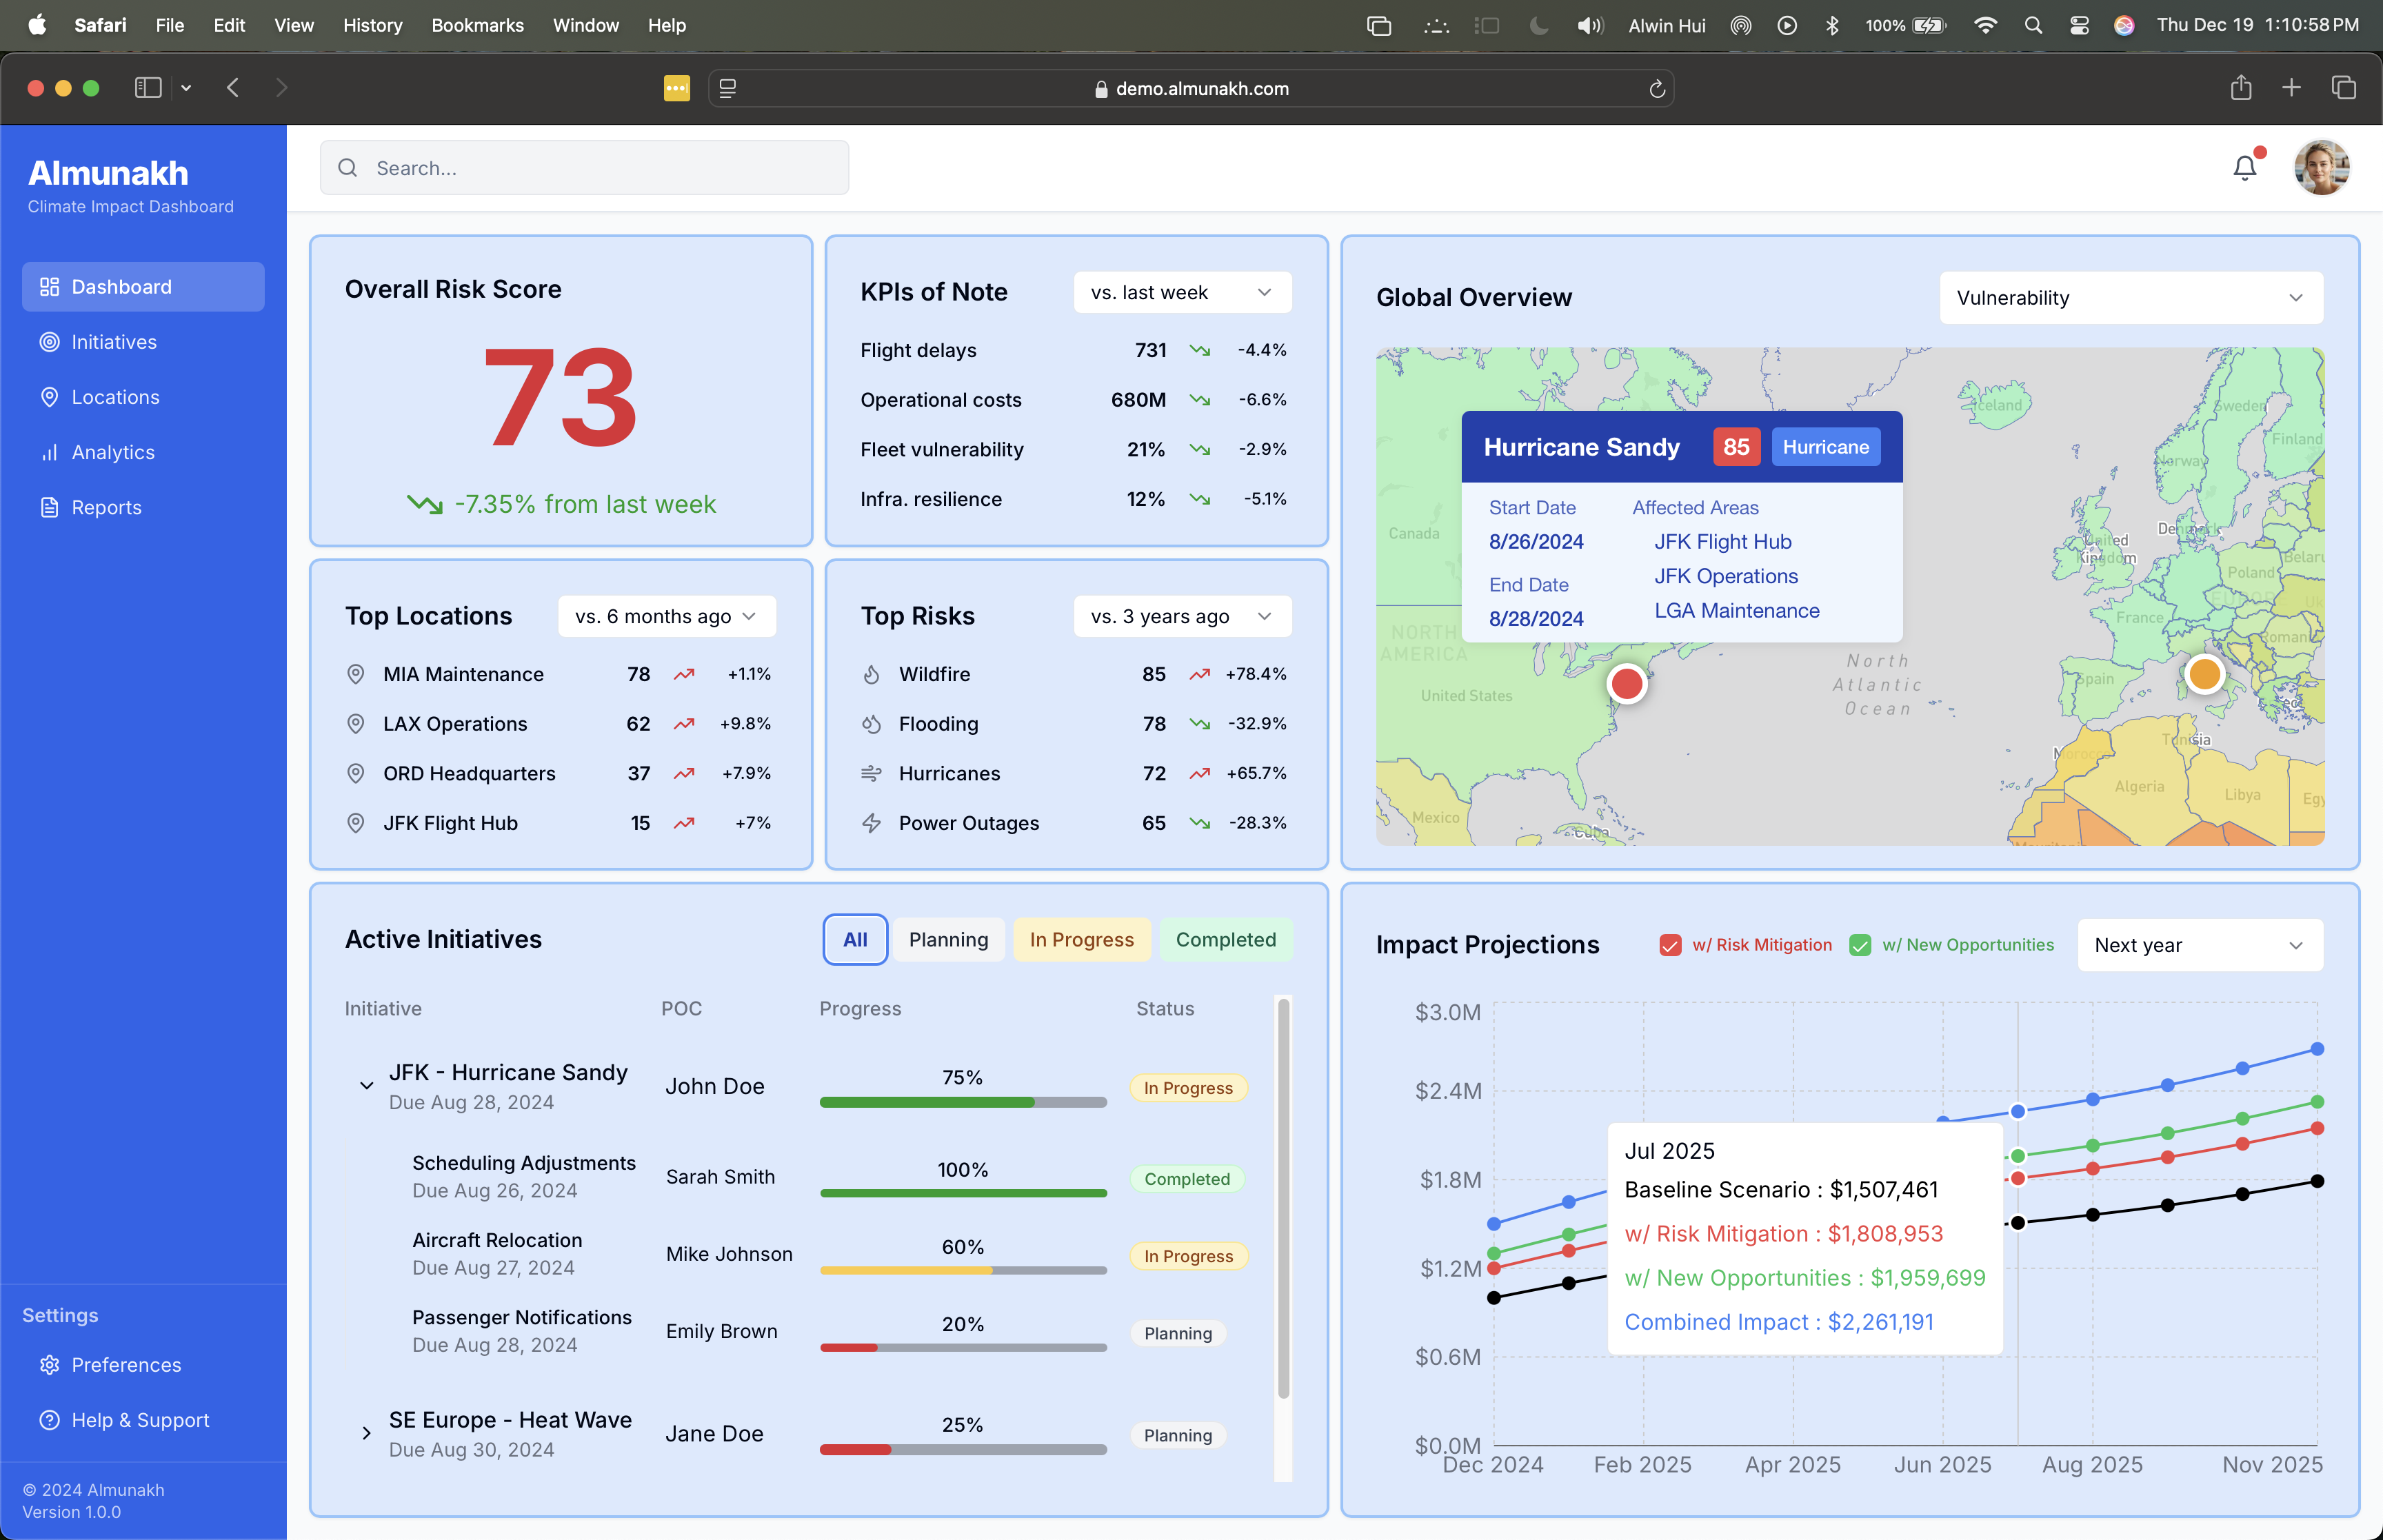 Safari File Edit View History Bookmarks Window Help
Alwin Hui 100% Thu Dec 19 1:10:58 PM
demo.almunakh.com
Almunakh
Climate Impact Dashboard
Dashboard
Initiatives
Locations
Analytics
Reports
Settings
Preferences
Help & Support
© 2024 Almunakh
Version 1.0.0
Search...
Overall Risk Score
73
-7.35% from last week
KPIs of Note vs. last week
Flight delays 731 -4.4%
Operational costs 680M -6.6%
Fleet vulnerability 21% -2.9%
Infra. resilience 12% -5.1%
Global Overview Vulnerability
Hurricane Sandy 85 Hurricane
Start Date Affected Areas
8/26/2024 JFK Flight Hub
JFK Operations
End Date
8/28/2024 LGA Maintenance
Iceland
Sweden
Finland
Norway
Canada
Denmark
United
Kingdom
Poland
EUROPE
France
NORTH
AMERICA
North
Atlantic
Ocean
United States
Spain
Tunisia
Morocco
Algeria
Libya
Mexico
Cuba
Top Locations vs. 6 months ago
MIA Maintenance 78 +1.1%
LAX Operations 62 +9.8%
ORD Headquarters 37 +7.9%
JFK Flight Hub 15 +7%
Top Risks vs. 3 years ago
Wildfire 85 +78.4%
Flooding 78 -32.9%
Hurricanes 72 +65.7%
Power Outages 65 -28.3%
Active Initiatives All Planning In Progress Completed
Initiative POC Progress Status
JFK - Hurricane Sandy John Doe 75% In Progress
Due Aug 28, 2024
Scheduling Adjustments Sarah Smith 100% Completed
Due Aug 26, 2024
Aircraft Relocation Mike Johnson 60% In Progress
Due Aug 27, 2024
Passenger Notifications Emily Brown 20% Planning
Due Aug 28, 2024
SE Europe - Heat Wave Jane Doe 25% Planning
Due Aug 30, 2024
Impact Projections w/ Risk Mitigation w/ New Opportunities Next year
$3.0M
$2.4M
$1.8M
$1.2M
$0.6M
$0.0M
Jul 2025
Baseline Scenario : $1,507,461
w/ Risk Mitigation : $1,808,953
w/ New Opportunities : $1,959,699
Combined Impact : $2,261,191
Dec 2024 Feb 2025 Apr 2025 Jun 2025 Aug 2025 Nov 2025